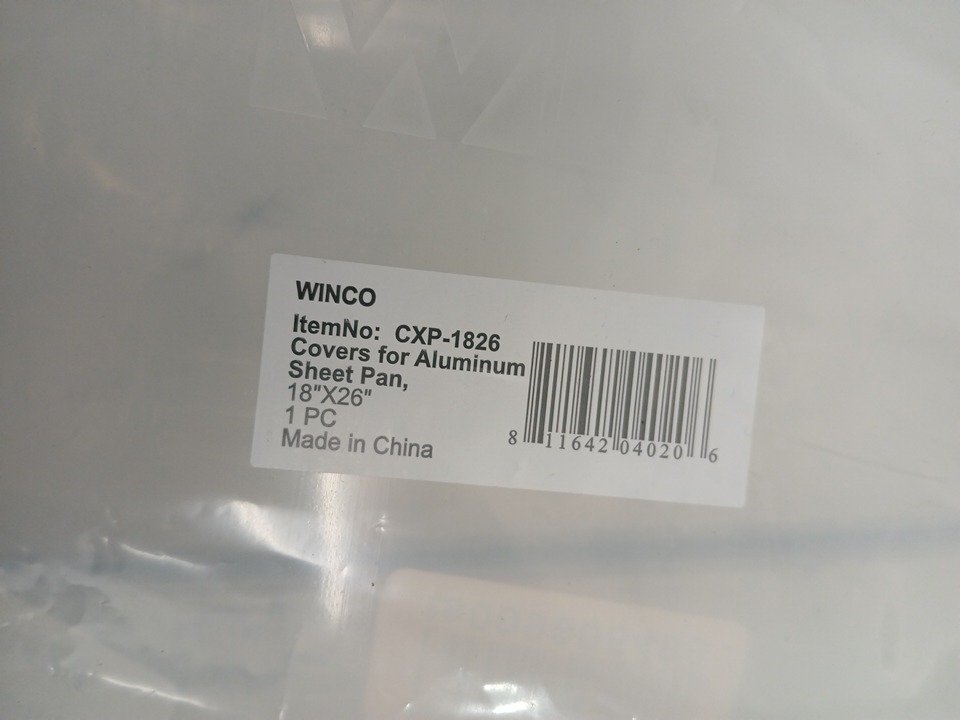 WINCO
ItemNo: CXP-1826
Covers for Aluminum
Sheet Pan,
18"X26"
1 PC
Made in China
8 11642 04020 6